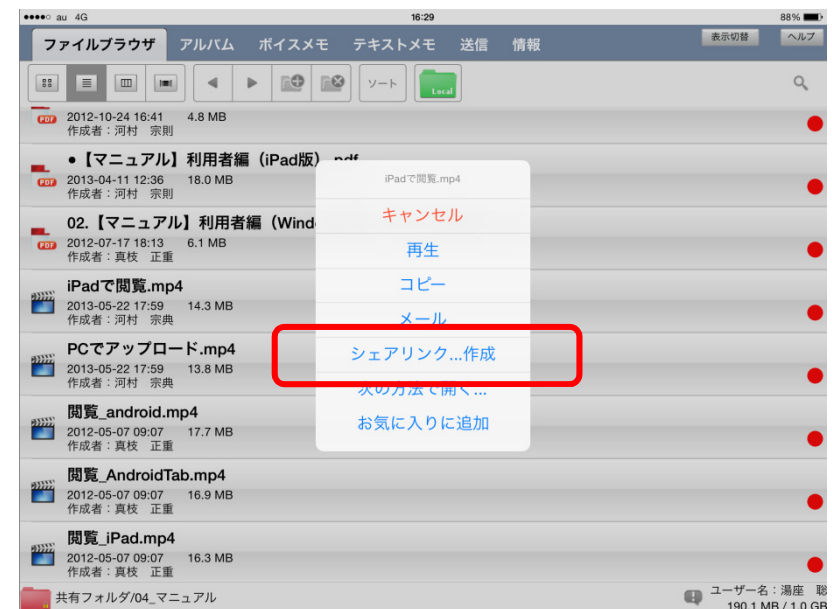 au 4G 16:29 88%
ファイルブラウザ アルバム ボイスメモ テキストメモ 送信 情報 表示切替 ヘルプ
ソート Local
PDF 2012-10-24 16:41 4.8 MB
作成者：河村 宗則
●【マニュアル】利用者編（iPad版）.pdf
PDF 2013-04-11 12:36 18.0 MB
作成者：河村 宗則
02.【マニュアル】利用者編（Wind
PDF 2012-07-17 18:13 6.1 MB
作成者：真枝 正重
iPadで閲覧.mp4
2013-05-22 17:59 14.3 MB
作成者：河村 宗典
PCでアップロード.mp4
2013-05-22 17:59 13.8 MB
作成者：河村 宗典
閲覧_android.mp4
2012-05-07 09:07 17.7 MB
作成者：真枝 正重
閲覧_AndroidTab.mp4
2012-05-07 09:07 16.9 MB
作成者：真枝 正重
閲覧_iPad.mp4
2012-05-07 09:07 16.3 MB
作成者：真枝 正重
iPadで閲覧.mp4
キャンセル
再生
コピー
メール
シェアリンク...作成
次の方法で開く...
お気に入りに追加
共有フォルダ/04_マニュアル
ユーザー名：湯座 聡
190.1 MB / 1.0 GB